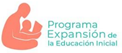 Programa
Expansión de
la Educación Inicial